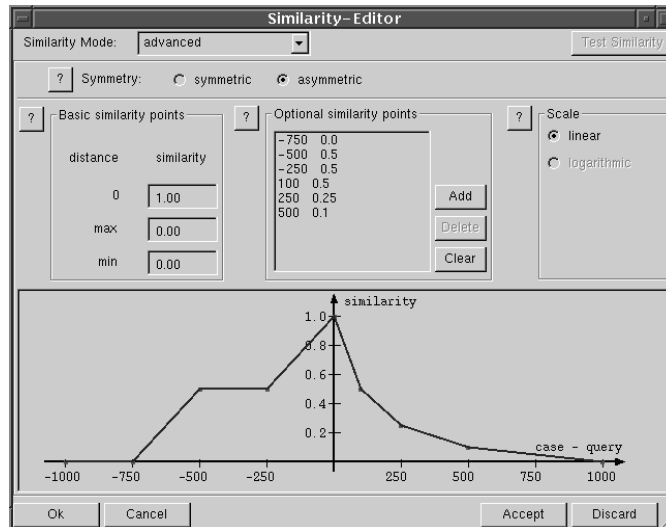 Similarity-Editor
Similarity Mode: advanced Test Similarity
? Symmetry: symmetric asymmetric
? Basic similarity points
distance similarity
0 1.00
max 0.00
min 0.00
? Optional similarity points
-750 0.0
-500 0.5
-250 0.5
100 0.5
250 0.25
500 0.1
Add
Delete
Clear
? Scale
linear
logarithmic
similarity
1.0
0.8
0.6
0.4
0.2
case - query
-1000 -750 -500 -250 250 500 750 1000
Ok Cancel Accept Discard